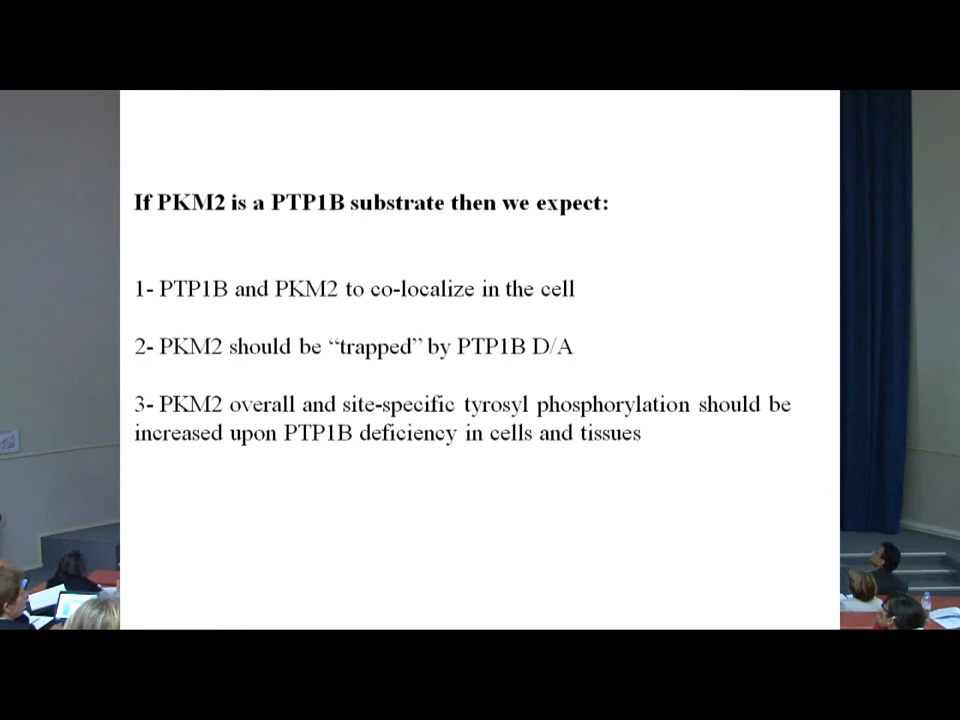 If PKM2 is a PTP1B substrate then we expect:
1- PTP1B and PKM2 to co-localize in the cell
2- PKM2 should be “trapped” by PTP1B D/A
3- PKM2 overall and site-specific tyrosyl phosphorylation should be
increased upon PTP1B deficiency in cells and tissues